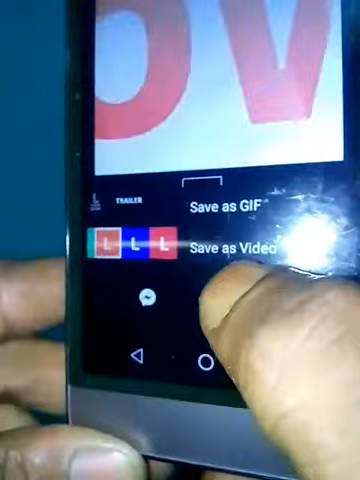 OV
TRAILER
Save as GIF
L L L
Save as Video